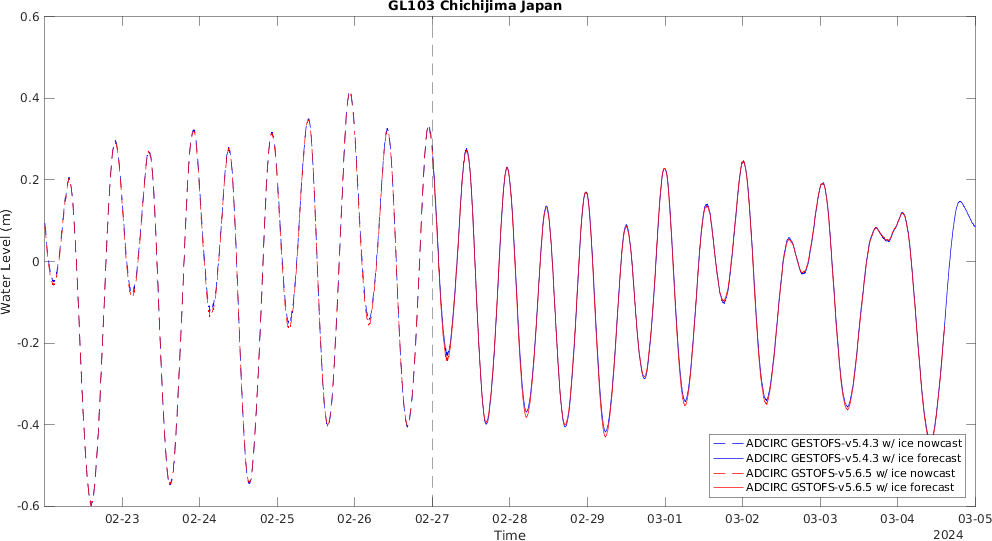 GL103 Chichijima Japan
0.6
0.4
0.2
0
-0.2
-0.4
-0.6
Water Level (m)
ADCIRC GESTOFS-v5.4.3 w/ ice nowcast
ADCIRC GESTOFS-v5.4.3 w/ ice forecast
ADCIRC GSTOFS-v5.6.5 w/ ice nowcast
ADCIRC GSTOFS-v5.6.5 w/ ice forecast
02-23 02-24 02-25 02-26 02-27 02-28 02-29 03-01 03-02 03-03 03-04 03-05
Time
2024